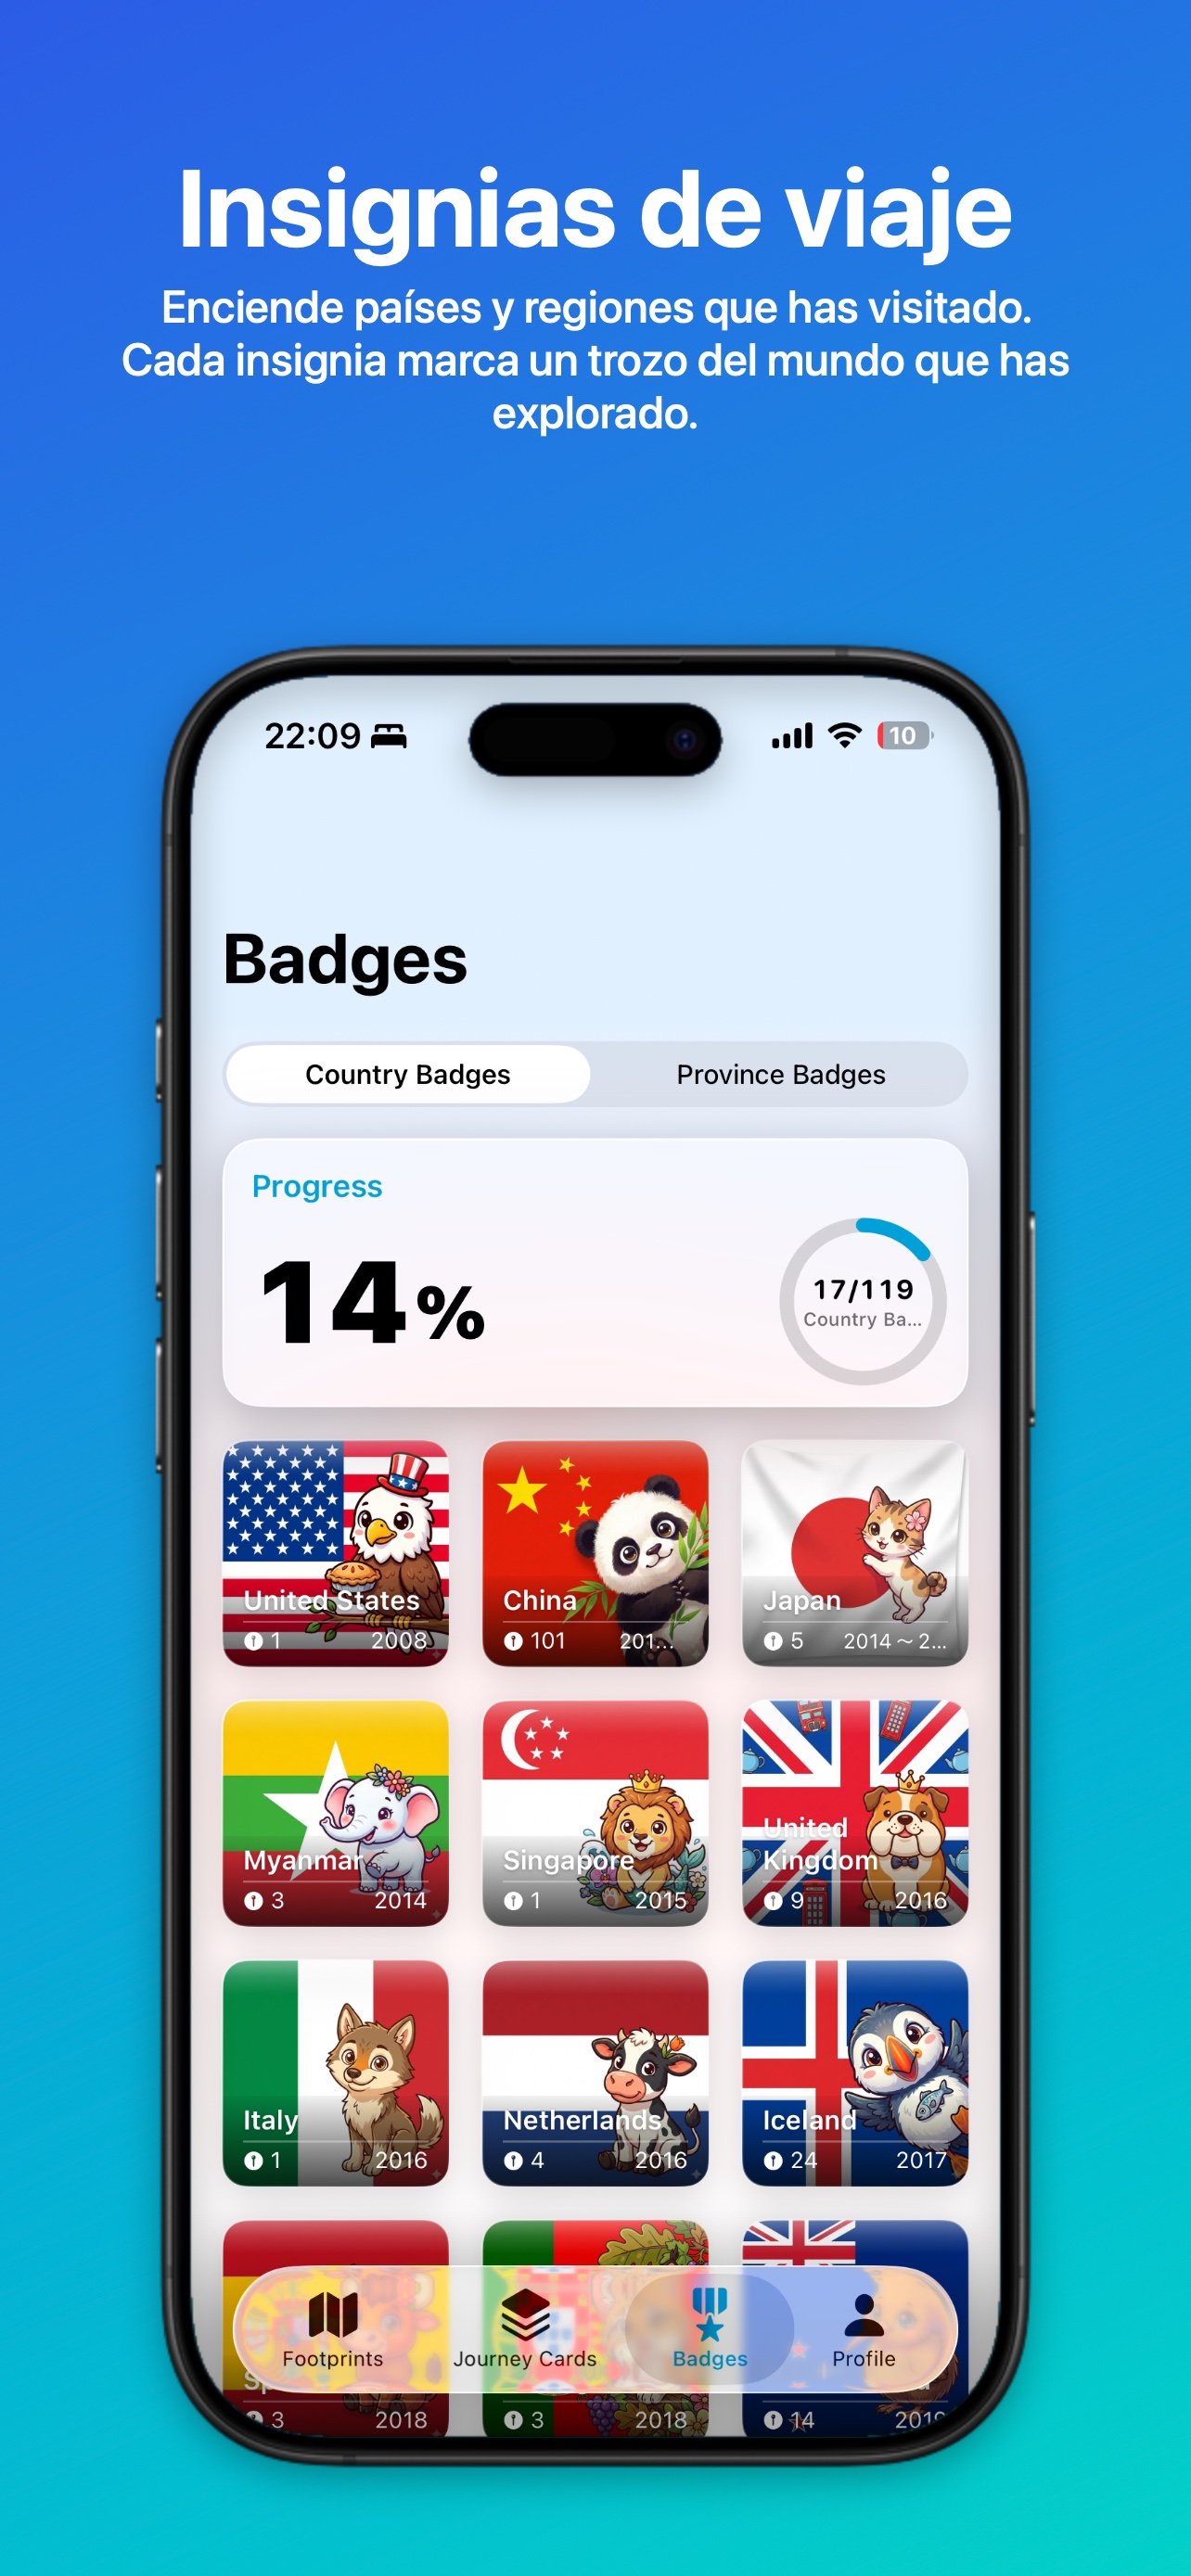 Insignias de viaje
Enciende países y regiones que has visitado.
Cada insignia marca un trozo del mundo que has
explorado.
22:09
10
Badges
Country Badges
Province Badges
Progress
14%
17/119
Country Ba...
United States
1
2008
China
101
201...
Japan
5
2014 ~ 2...
Myanmar
3
2014
Singapore
1
2015
United
Kingdom
9
2016
Italy
1
2016
Netherlands
4
2016
Iceland
24
2017
Footprints
Journey Cards
Badges
Profile
3
2018
3
2018
14
2019